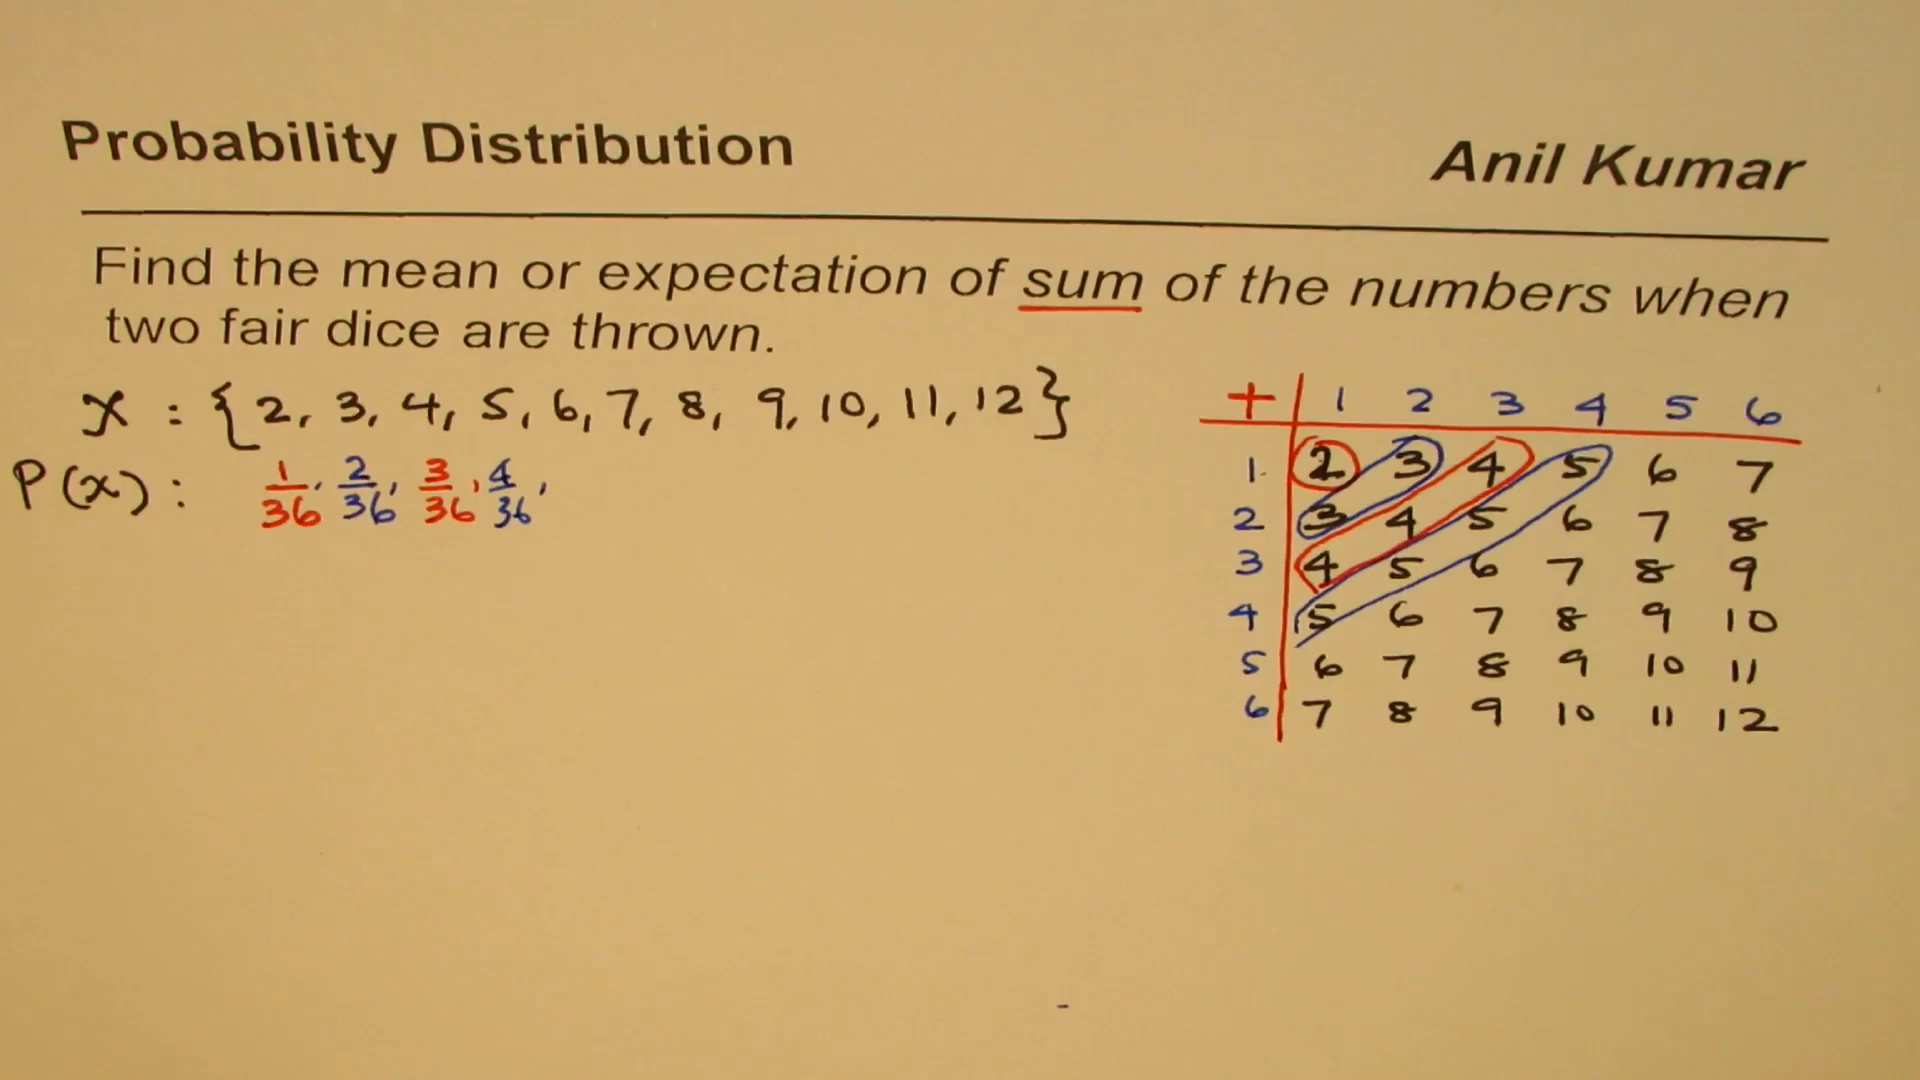 Probability Distribution
Anil Kumar
Find the mean or expectation of sum of the numbers when
two fair dice are thrown.
x : {2, 3, 4, 5, 6, 7, 8, 9, 10, 11, 12}
P(x) : 1/36, 2/36, 3/36, 4/36,
+ 1 2 3 4 5 6
1 2 3 4 5 6 7
2 3 4 5 6 7 8
3 4 5 6 7 8 9
4 5 6 7 8 9 10
5 6 7 8 9 10 11
6 7 8 9 10 11 12